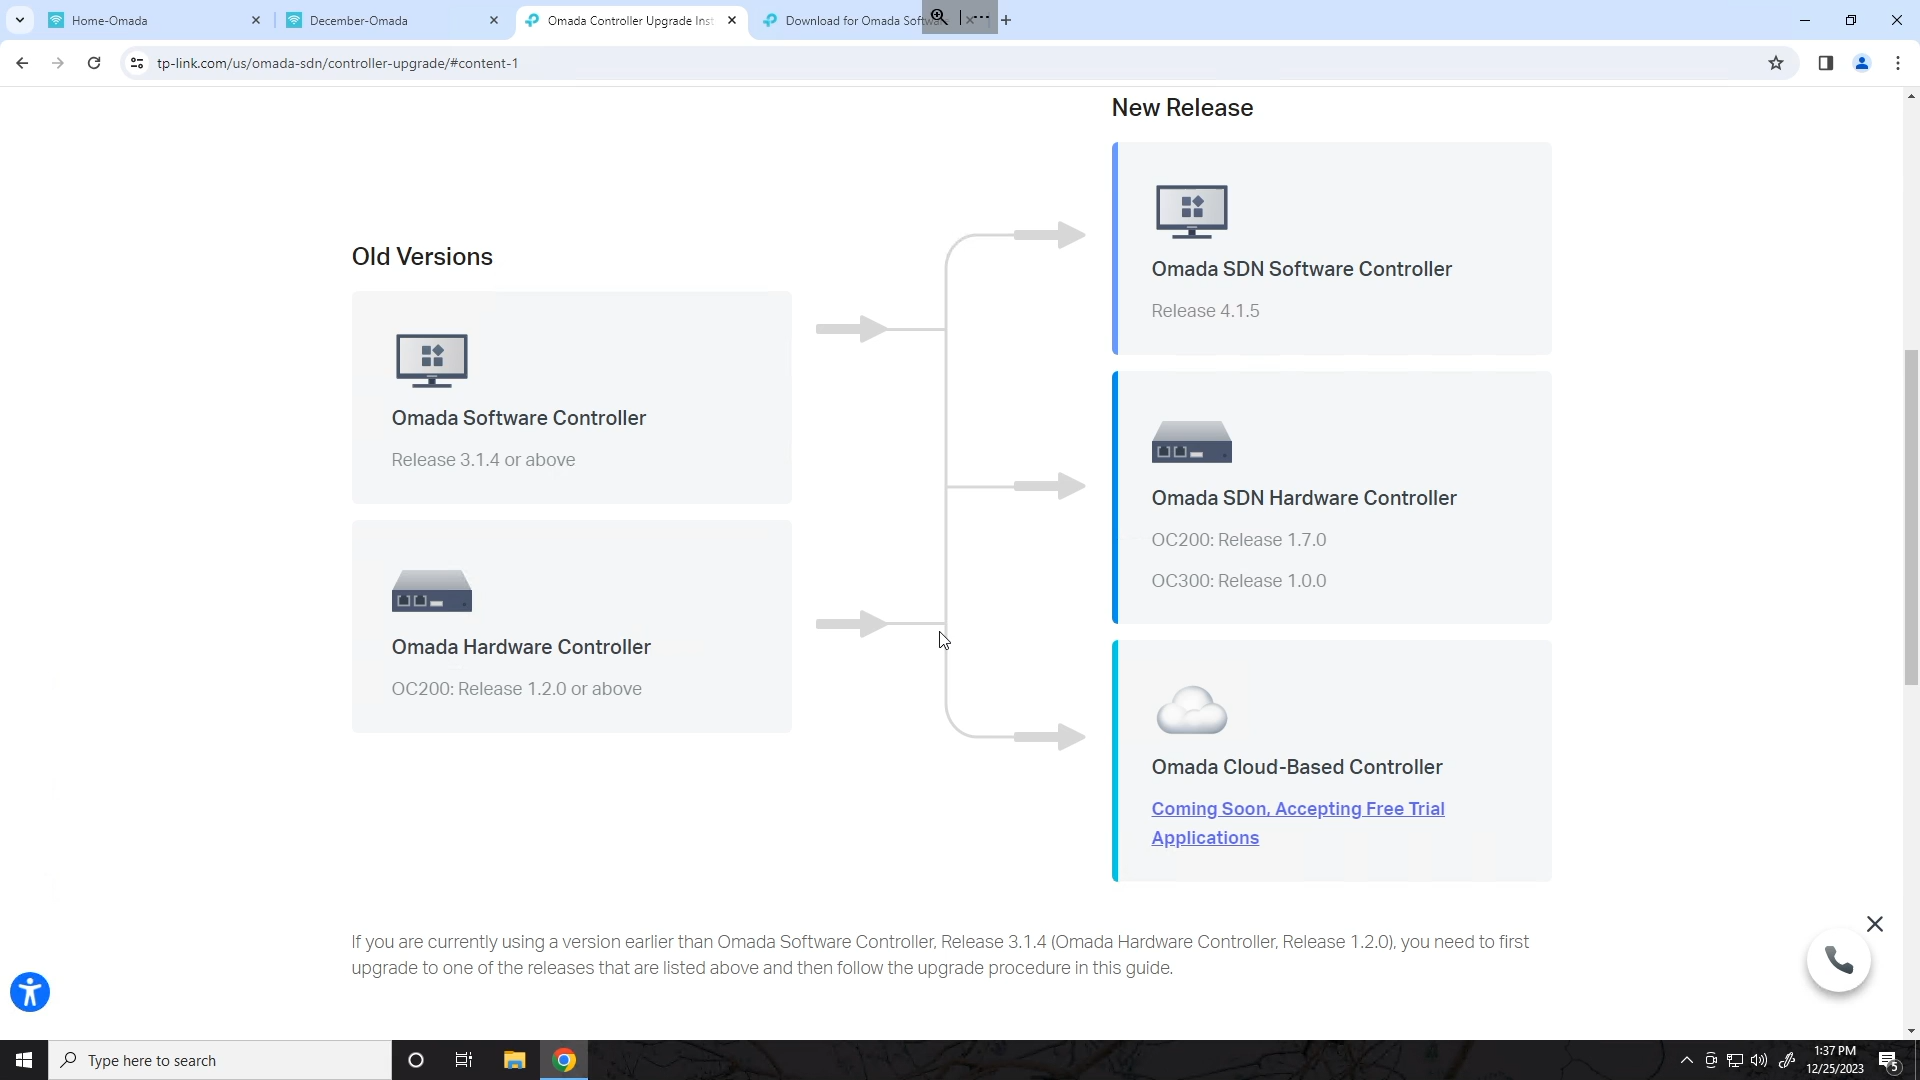 Home-Omada
December-Omada
Omada Controller Upgrade Inst
Download for Omada Softw
tp-link.com/us/omada-sdn/controller-upgrade/#content-1
New Release
Omada SDN Software Controller
Release 4.1.5
Old Versions
Omada Software Controller
Release 3.1.4 or above
Omada SDN Hardware Controller
OC200: Release 1.7.0
OC300: Release 1.0.0
Omada Hardware Controller
OC200: Release 1.2.0 or above
Omada Cloud-Based Controller
Coming Soon, Accepting Free Trial
Applications
If you are currently using a version earlier than Omada Software Controller, Release 3.1.4 (Omada Hardware Controller, Release 1.2.0), you need to first
upgrade to one of the releases that are listed above and then follow the upgrade procedure in this guide.
Type here to search
1:37 PM
12/25/2023
5